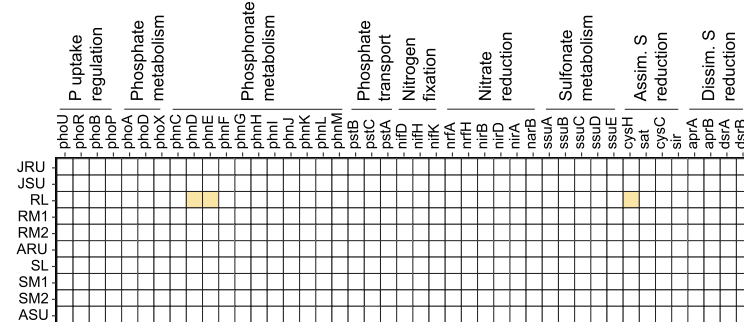 P uptake
regulation
Phosphate
metabolism
Phosphonate
metabolism
Phosphate
transport
Nitrogen
fixation
Nitrate
reduction
Sulfonate
metabolism
Assim. S
reduction
Dissim. S
reduction
phoU
phoR
phoB
phoP
phoA
phoD
phoX
phnC
phnD
phnE
phnF
phnG
phnH
phnI
phnJ
phnK
phnL
phnM
pstB
pstC
pstA
nifD
nifH
nifK
nrfA
nrfH
nirB
nirD
nirA
narB
ssuA
ssuB
ssuC
ssuD
ssuE
cysH
sat
cysC
sir
aprA
aprB
dsrA
dsrB
JRU
JSU
RL
RM1
RM2
ARU
SL
SM1
SM2
ASU